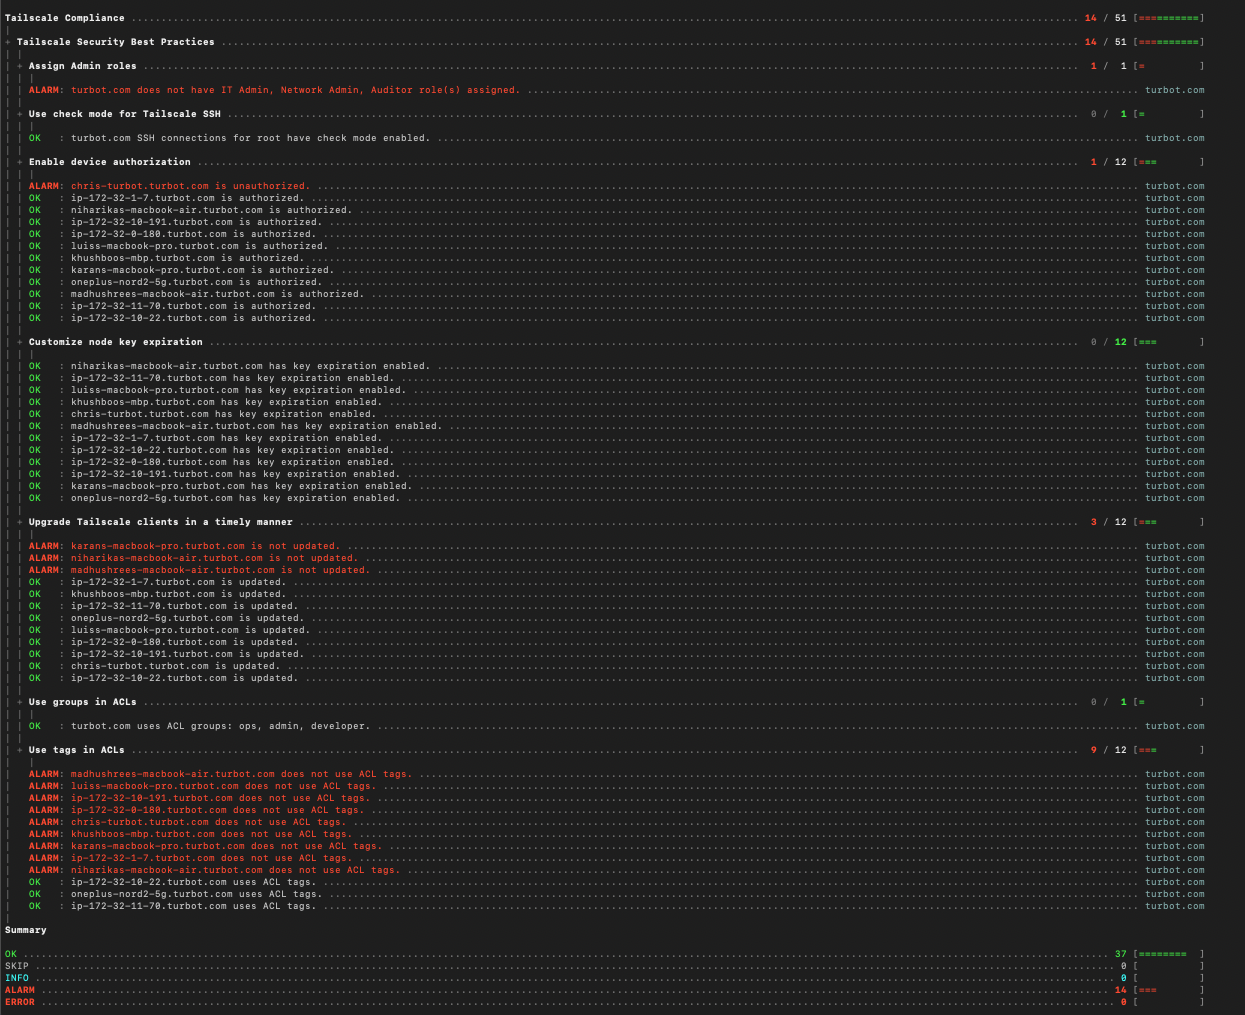 Tailscale Compliance ..... 14 / 51 [==========]
|
+ Tailscale Security Best Practices ..... 14 / 51 [==========]
| |
| + Assign Admin roles ..... 1 / 1 [= ]
| | |
| | ALARM: turbot.com does not have IT Admin, Network Admin, Auditor role(s) assigned. ..... turbot.com
| |
| + Use check mode for Tailscale SSH ..... 0 / 1 [= ]
| | |
| | OK : turbot.com SSH connections for root have check mode enabled. ..... turbot.com
| |
| + Enable device authorization ..... 1 / 12 [=== ]
| | |
| | ALARM: chris-turbot.turbot.com is unauthorized. ..... turbot.com
| | OK : ip-172-32-1-7.turbot.com is authorized. ..... turbot.com
| | OK : niharikas-macbook-air.turbot.com is authorized. ..... turbot.com
| | OK : ip-172-32-10-191.turbot.com is authorized. ..... turbot.com
| | OK : ip-172-32-0-180.turbot.com is authorized. ..... turbot.com
| | OK : luiss-macbook-pro.turbot.com is authorized. ..... turbot.com
| | OK : khushboos-mbp.turbot.com is authorized. ..... turbot.com
| | OK : karans-macbook-pro.turbot.com is authorized. ..... turbot.com
| | OK : oneplus-nord2-5g.turbot.com is authorized. ..... turbot.com
| | OK : madhushrees-macbook-air.turbot.com is authorized. ..... turbot.com
| | OK : ip-172-32-11-70.turbot.com is authorized. ..... turbot.com
| | OK : ip-172-32-10-22.turbot.com is authorized. ..... turbot.com
| |
| + Customize node key expiration ..... 0 / 12 [=== ]
| | |
| | OK : niharikas-macbook-air.turbot.com has key expiration enabled. ..... turbot.com
| | OK : ip-172-32-11-70.turbot.com has key expiration enabled. ..... turbot.com
| | OK : luiss-macbook-pro.turbot.com has key expiration enabled. ..... turbot.com
| | OK : khushboos-mbp.turbot.com has key expiration enabled. ..... turbot.com
| | OK : chris-turbot.turbot.com has key expiration enabled. ..... turbot.com
| | OK : madhushrees-macbook-air.turbot.com has key expiration enabled. ..... turbot.com
| | OK : ip-172-32-1-7.turbot.com has key expiration enabled. ..... turbot.com
| | OK : ip-172-32-10-22.turbot.com has key expiration enabled. ..... turbot.com
| | OK : ip-172-32-0-180.turbot.com has key expiration enabled. ..... turbot.com
| | OK : ip-172-32-10-191.turbot.com has key expiration enabled. ..... turbot.com
| | OK : karans-macbook-pro.turbot.com has key expiration enabled. ..... turbot.com
| | OK : oneplus-nord2-5g.turbot.com has key expiration enabled. ..... turbot.com
| |
| + Upgrade Tailscale clients in a timely manner ..... 3 / 12 [=== ]
| | |
| | ALARM: karans-macbook-pro.turbot.com is not updated. ..... turbot.com
| | ALARM: niharikas-macbook-air.turbot.com is not updated. ..... turbot.com
| | ALARM: madhushrees-macbook-air.turbot.com is not updated. ..... turbot.com
| | OK : ip-172-32-1-7.turbot.com is updated. ..... turbot.com
| | OK : khushboos-mbp.turbot.com is updated. ..... turbot.com
| | OK : ip-172-32-11-70.turbot.com is updated. ..... turbot.com
| | OK : oneplus-nord2-5g.turbot.com is updated. ..... turbot.com
| | OK : luiss-macbook-pro.turbot.com is updated. ..... turbot.com
| | OK : ip-172-32-0-180.turbot.com is updated. ..... turbot.com
| | OK : ip-172-32-10-191.turbot.com is updated. ..... turbot.com
| | OK : chris-turbot.turbot.com is updated. ..... turbot.com
| | OK : ip-172-32-10-22.turbot.com is updated. ..... turbot.com
| |
| + Use groups in ACLs ..... 0 / 1 [= ]
| | |
| | OK : turbot.com uses ACL groups: ops, admin, developer. ..... turbot.com
| |
| + Use tags in ACLs ..... 9 / 12 [=== ]
| |
| ALARM: madhushrees-macbook-air.turbot.com does not use ACL tags. ..... turbot.com
| ALARM: luiss-macbook-pro.turbot.com does not use ACL tags. ..... turbot.com
| ALARM: ip-172-32-10-191.turbot.com does not use ACL tags. ..... turbot.com
| ALARM: ip-172-32-0-180.turbot.com does not use ACL tags. ..... turbot.com
| ALARM: chris-turbot.turbot.com does not use ACL tags. ..... turbot.com
| ALARM: khushboos-mbp.turbot.com does not use ACL tags. ..... turbot.com
| ALARM: karans-macbook-pro.turbot.com does not use ACL tags. ..... turbot.com
| ALARM: ip-172-32-1-7.turbot.com does not use ACL tags. ..... turbot.com
| ALARM: niharikas-macbook-air.turbot.com does not use ACL tags. ..... turbot.com
| OK : ip-172-32-10-22.turbot.com uses ACL tags. ..... turbot.com
| OK : oneplus-nord2-5g.turbot.com uses ACL tags. ..... turbot.com
| OK : ip-172-32-11-70.turbot.com uses ACL tags. ..... turbot.com
|
Summary
OK ..... 37 [======== ]
SKIP ..... 0 [ ]
INFO ..... 0 [ ]
ALARM ..... 14 [=== ]
ERROR ..... 0 [ ]